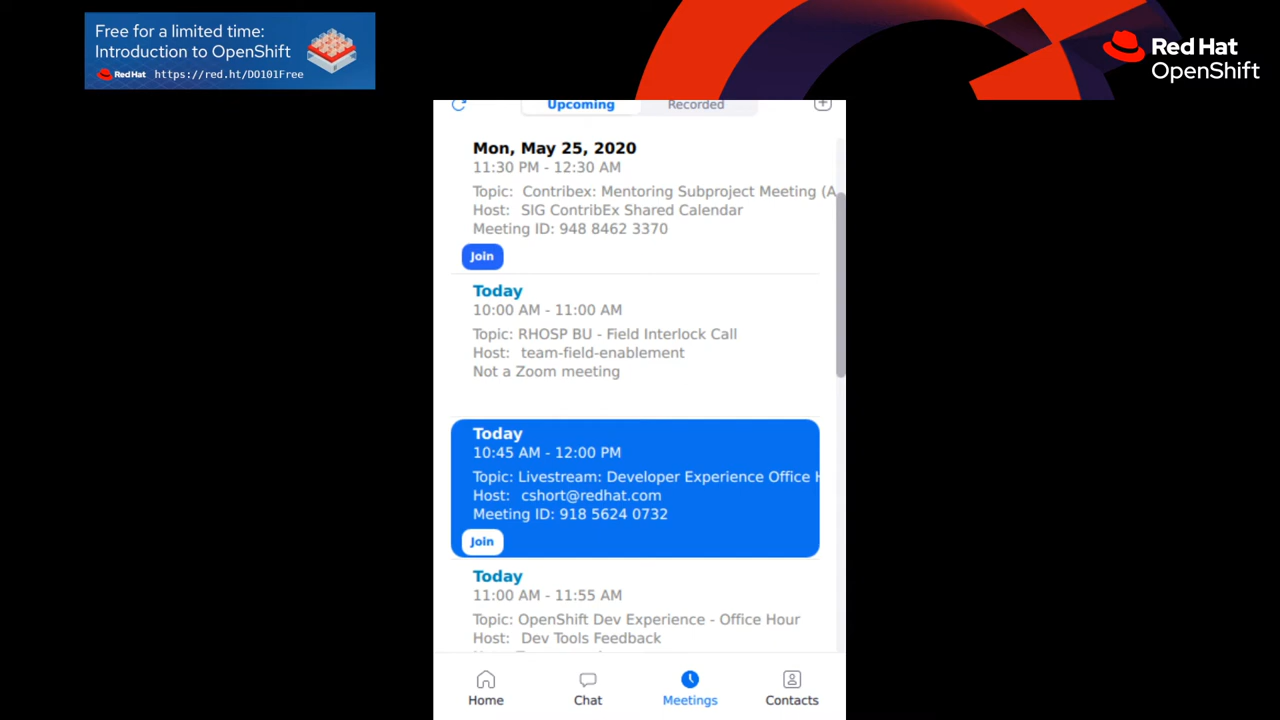 Free for a limited time:
Introduction to OpenShift
Red Hat https://red.ht/DO101Free
Red Hat
OpenShift
Upcoming Recorded
Mon, May 25, 2020
11:30 PM - 12:30 AM
Topic: Contribex: Mentoring Subproject Meeting (A
Host: SIG ContribEx Shared Calendar
Meeting ID: 948 8462 3370
Join
Today
10:00 AM - 11:00 AM
Topic: RHOSP BU - Field Interlock Call
Host: team-field-enablement
Not a Zoom meeting
Today
10:45 AM - 12:00 PM
Topic: Livestream: Developer Experience Office H
Host: cshort@redhat.com
Meeting ID: 918 5624 0732
Join
Today
11:00 AM - 11:55 AM
Topic: OpenShift Dev Experience - Office Hour
Host: Dev Tools Feedback
Home Chat Meetings Contacts